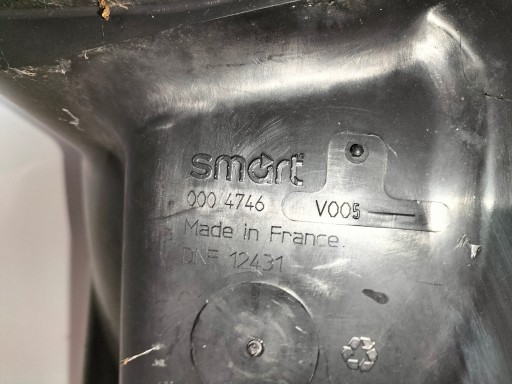 smart
000 4746 V005
Made in France.
DNF 12431